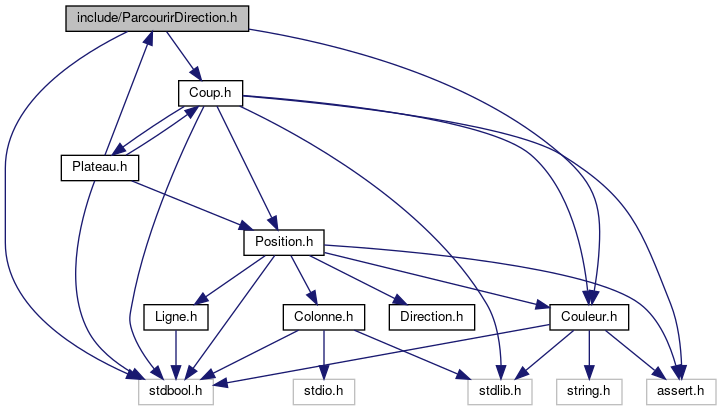 include/ParcourirDirection.h
Coup.h
Plateau.h
Position.h
Ligne.h
Colonne.h
Direction.h
Couleur.h
stdbool.h
stdio.h
stdlib.h
string.h
assert.h